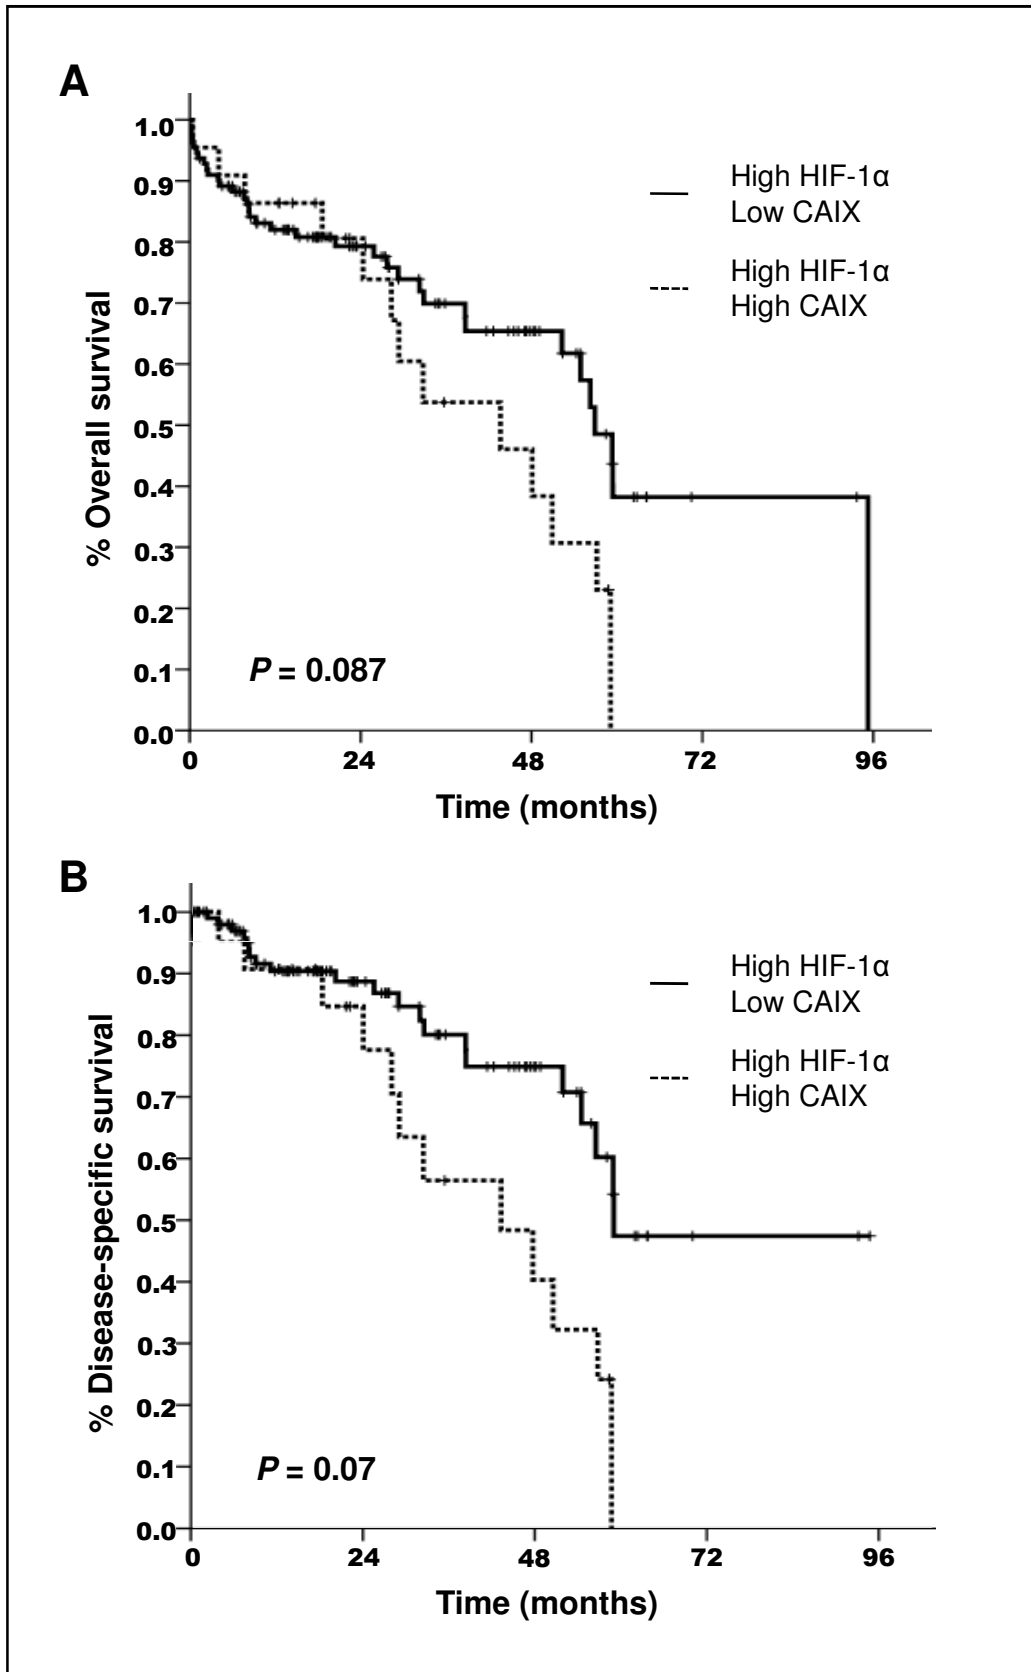 A
1.0
0.9
0.8
0.7
0.6
0.5
0.4
0.3
0.2
0.1
0.0
% Overall survival
High HIF-1α
Low CAIX
High HIF-1α
High CAIX
P = 0.087
0 24 48 72 96
Time (months)
B
1.0
0.9
0.8
0.7
0.6
0.5
0.4
0.3
0.2
0.1
0.0
% Disease-specific survival
High HIF-1α
Low CAIX
High HIF-1α
High CAIX
P = 0.07
0 24 48 72 96
Time (months)